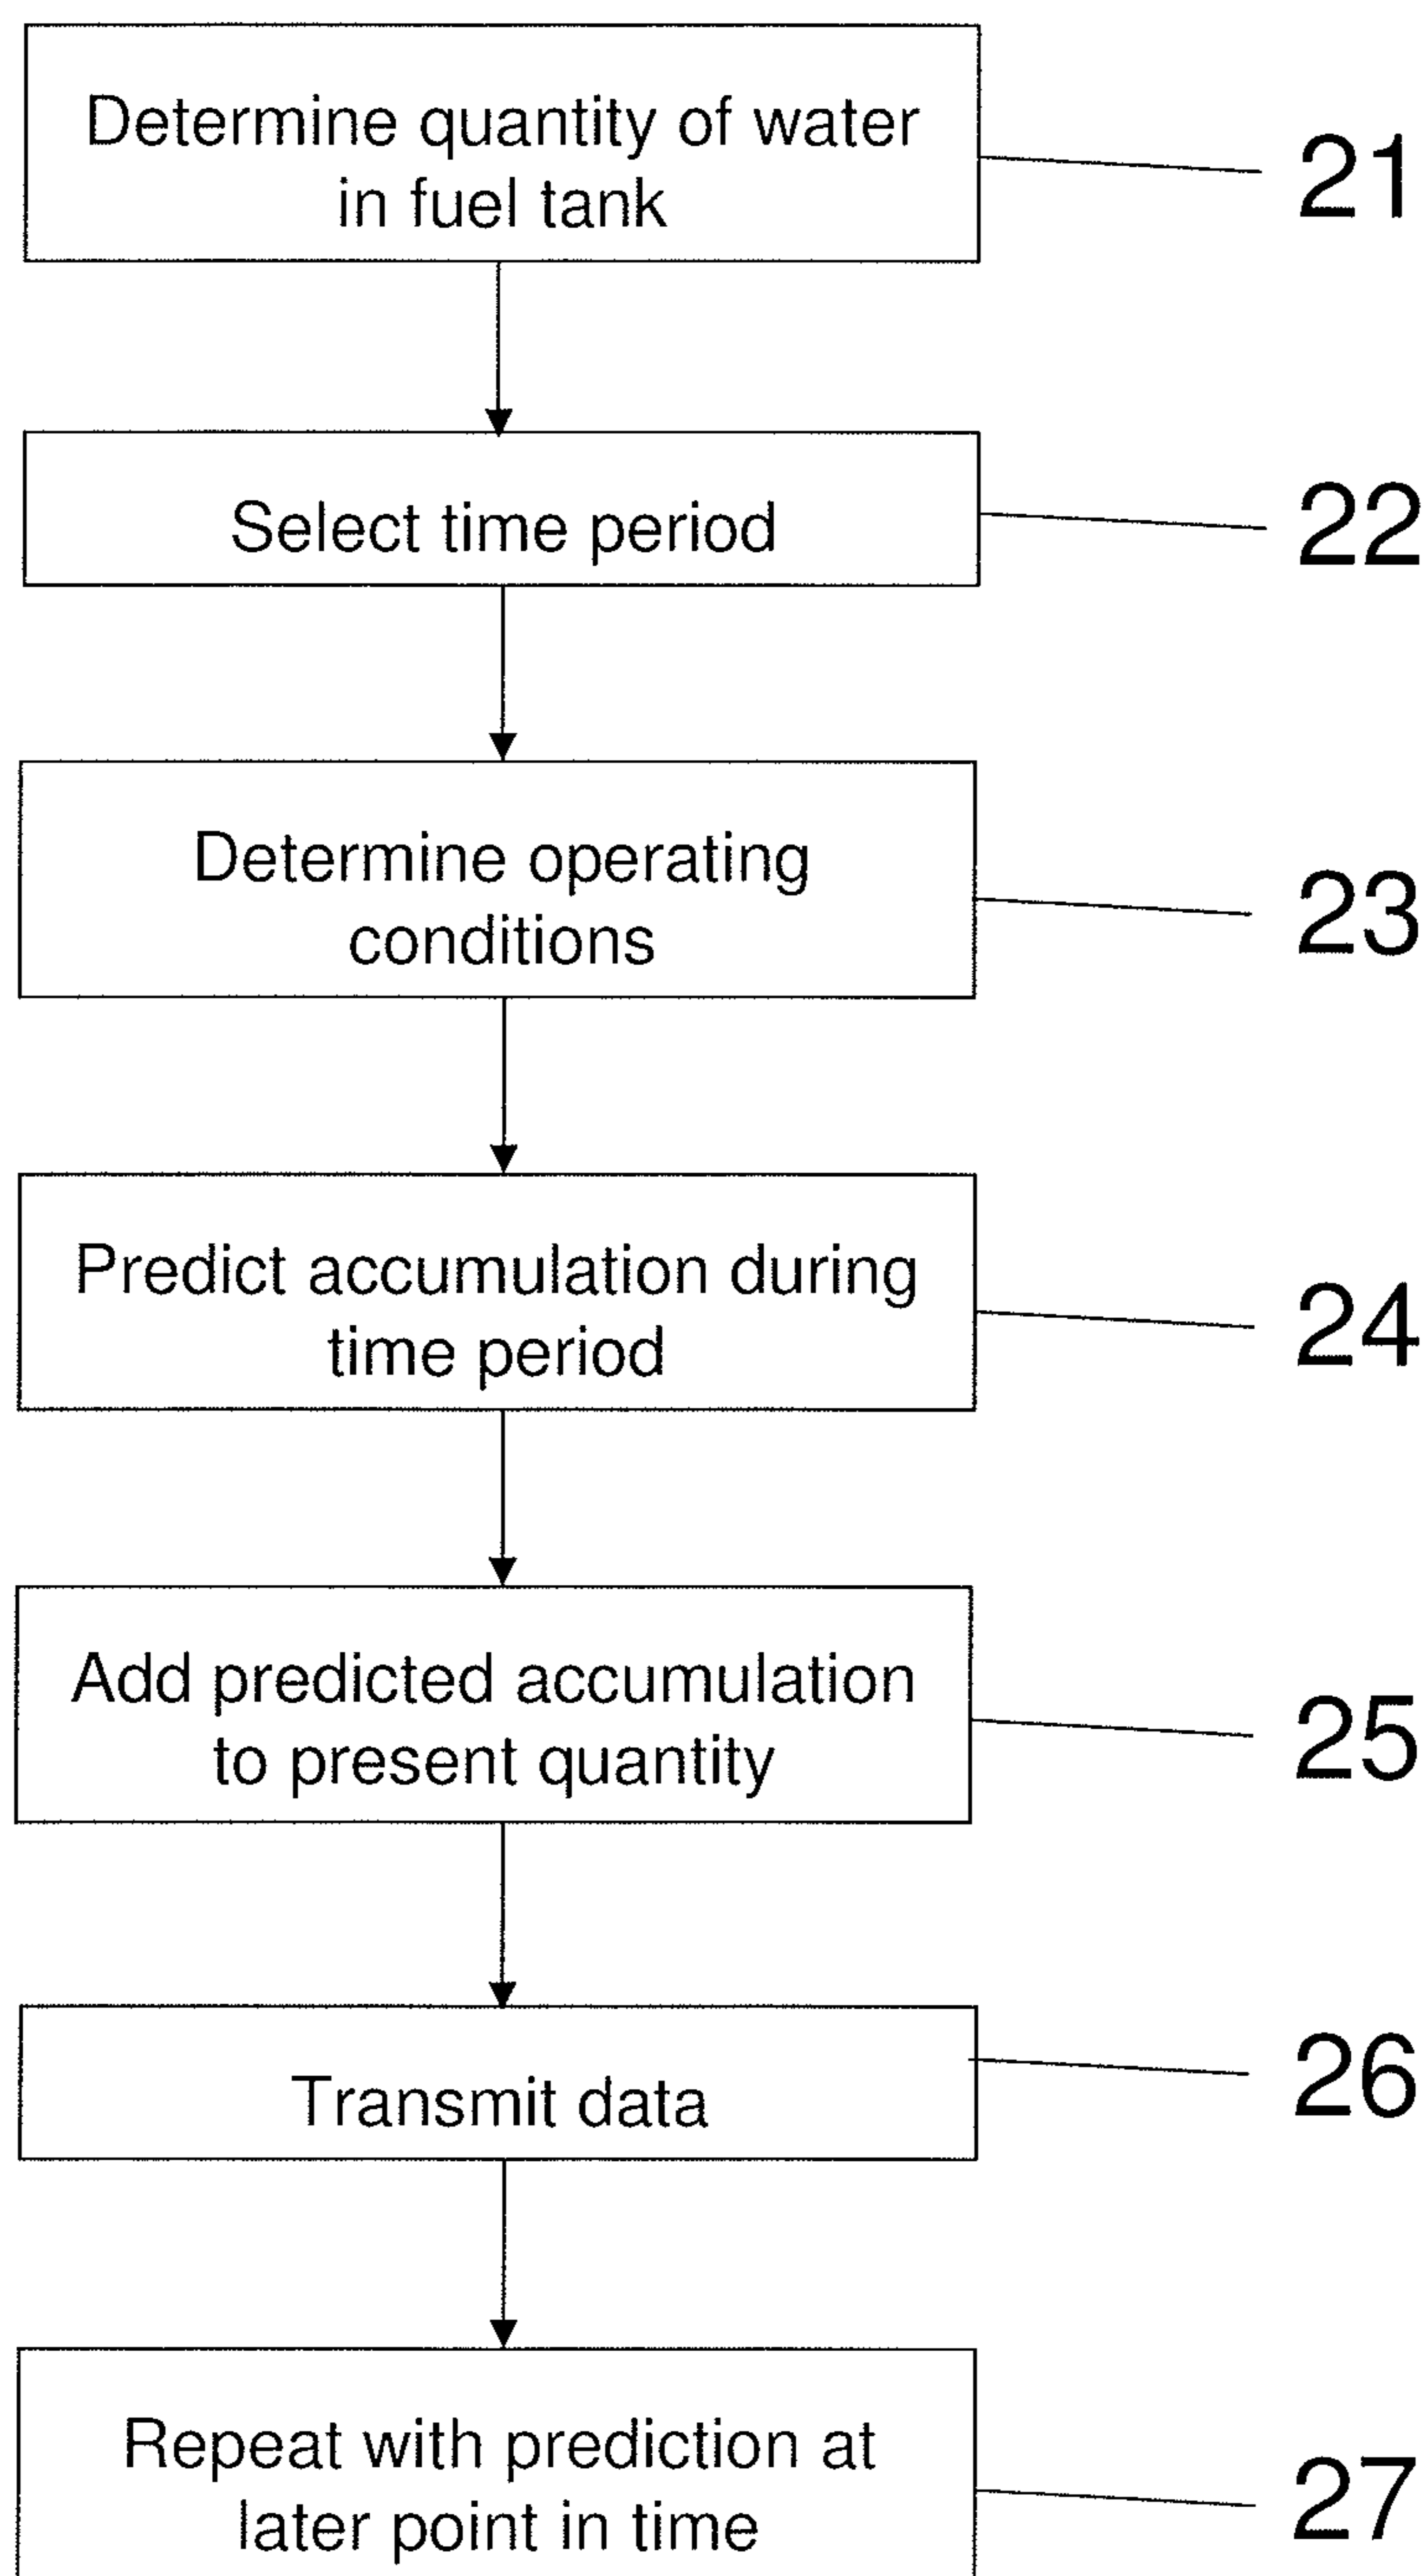 Determine quantity of water
in fuel tank
21
Select time period
22
Determine operating
conditions
23
Predict accumulation during
time period
24
Add predicted accumulation
to present quantity
25
Transmit data
26
Repeat with prediction at
later point in time
27